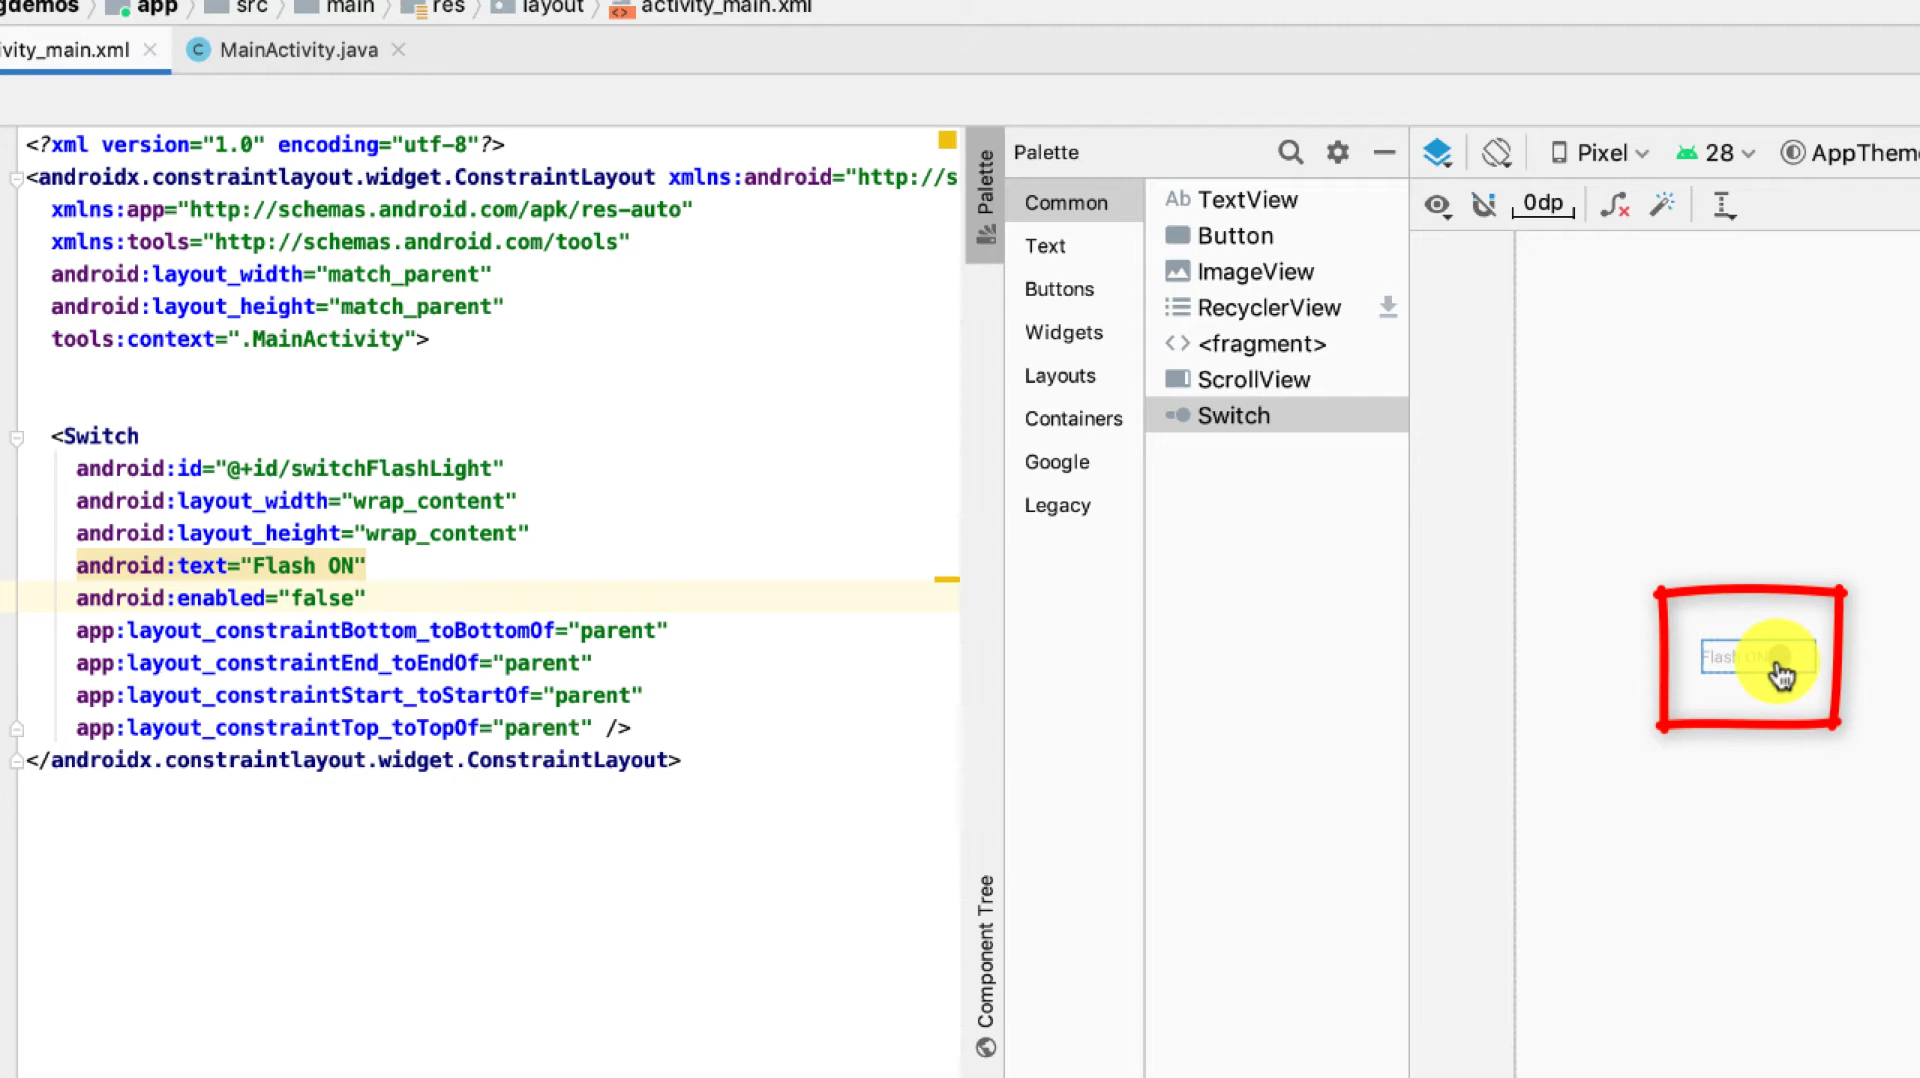 gdemos app src main res layout activity_main.xml
ivity_main.xml MainActivity.java
<?xml version="1.0" encoding="utf-8"?>
<androidx.constraintlayout.widget.ConstraintLayout xmlns:android="http://s
xmlns:app="http://schemas.android.com/apk/res-auto"
xmlns:tools="http://schemas.android.com/tools"
android:layout_width="match_parent"
android:layout_height="match_parent"
tools:context=".MainActivity">
<Switch
android:id="@+id/switchFlashLight"
android:layout_width="wrap_content"
android:layout_height="wrap_content"
android:text="Flash ON"
android:enabled="false"
app:layout_constraintBottom_toBottomOf="parent"
app:layout_constraintEnd_toEndOf="parent"
app:layout_constraintStart_toStartOf="parent"
app:layout_constraintTop_toTopOf="parent" />
</androidx.constraintlayout.widget.ConstraintLayout>
Palette
Component Tree
Palette
Common
Text
Buttons
Widgets
Layouts
Containers
Google
Legacy
Ab TextView
Button
ImageView
RecyclerView
<fragment>
ScrollView
Switch
Pixel 28 AppThem
0dp
Flash ON